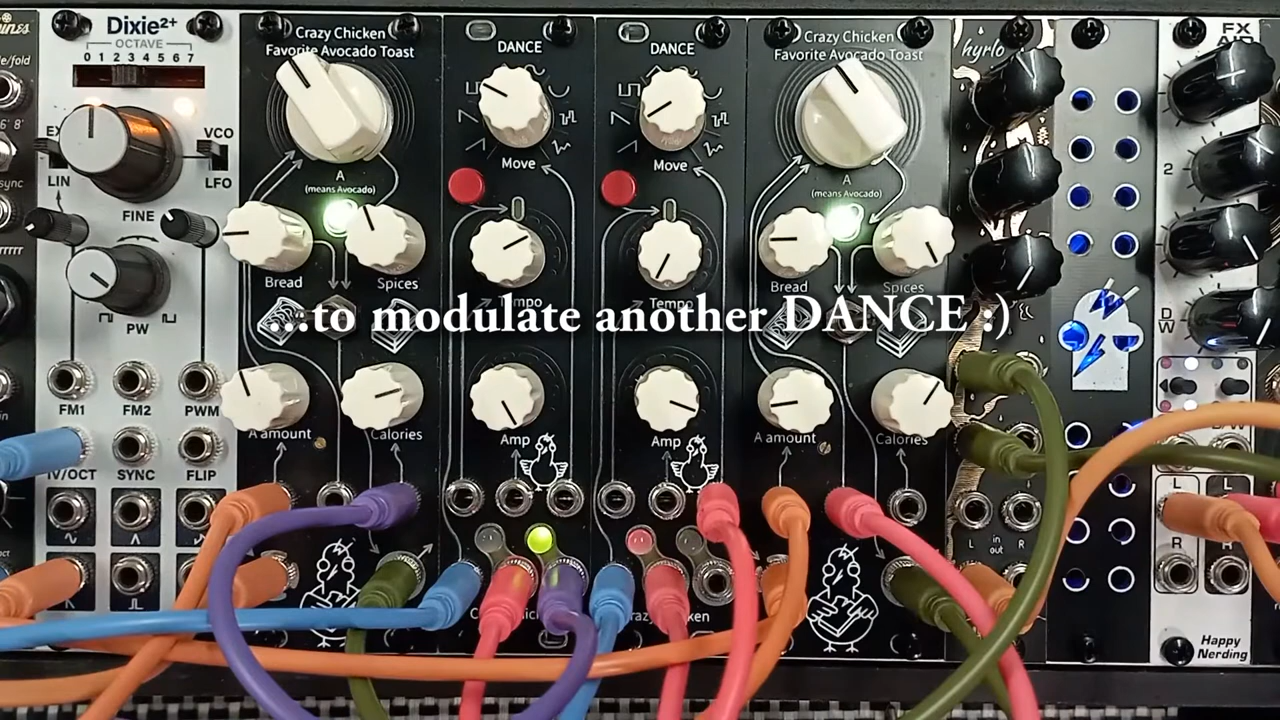 Dixie²⁺
OCTAVE
0 1 2 3 4 5 6 7
VCO
LIN
LFO
FINE
PW
FM1
FM2
PWM
SYNC
FLIP
Crazy Chicken
Favorite Avocado Toast
A
(means Avocado)
Bread
Spices
A amount
Calories
DANCE
Move
Tempo
Amp
DANCE
Move
Tempo
Amp
Crazy Chicken
Favorite Avocado Toast
A
(means Avocado)
Bread
Spices
A amount
Calories
...to modulate another DANCE :)
hyrlo
L
in
R
out
FX
AID
2
D
W
L
L
R
R
Happy
Nerding